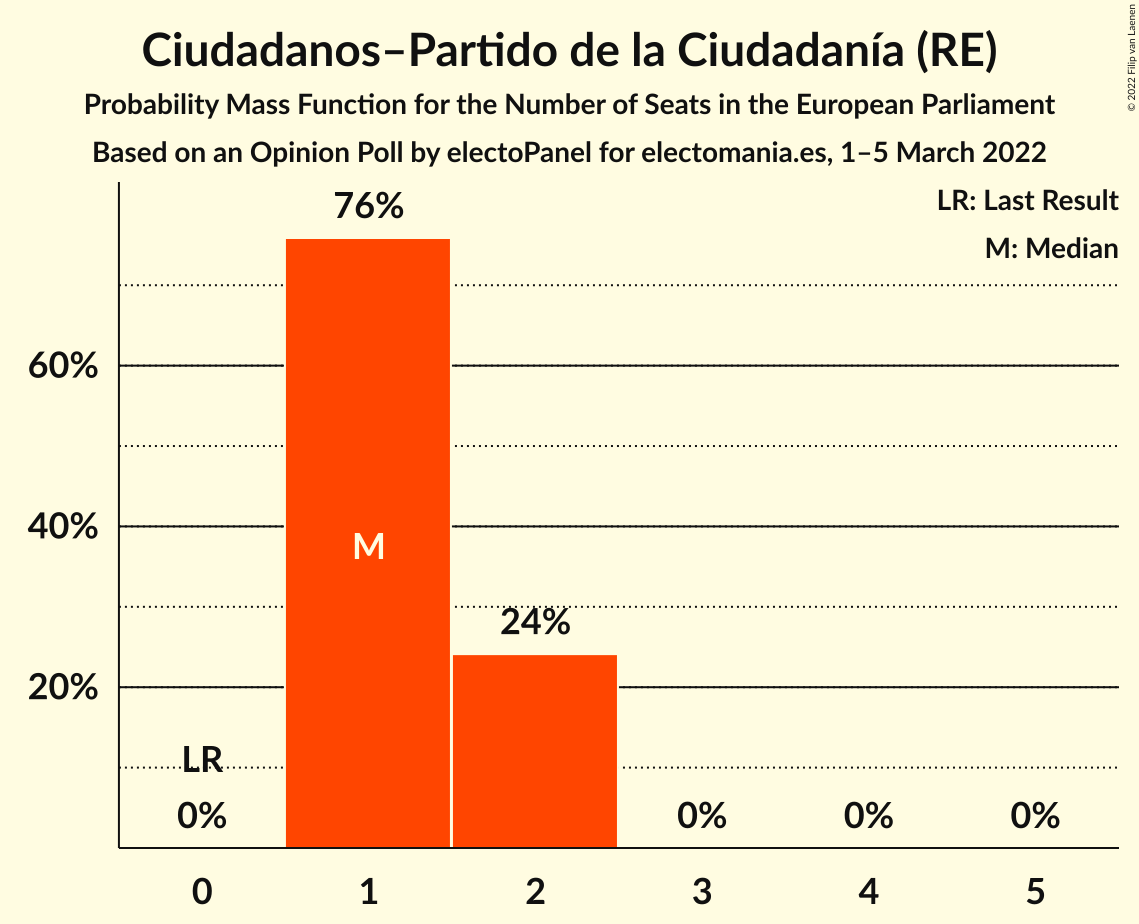 Ciudadanos–Partido de la Ciudadanía (RE)
Probability Mass Function for the Number of Seats in the European Parliament
Based on an Opinion Poll by electoPanel for electomania.es, 1–5 March 2022
© 2022 Filip van Laenen
LR: Last Result
M: Median
76%
60%
40%
M
24%
20%
LR
0%
0%
0%
0%
0 1 2 3 4 5